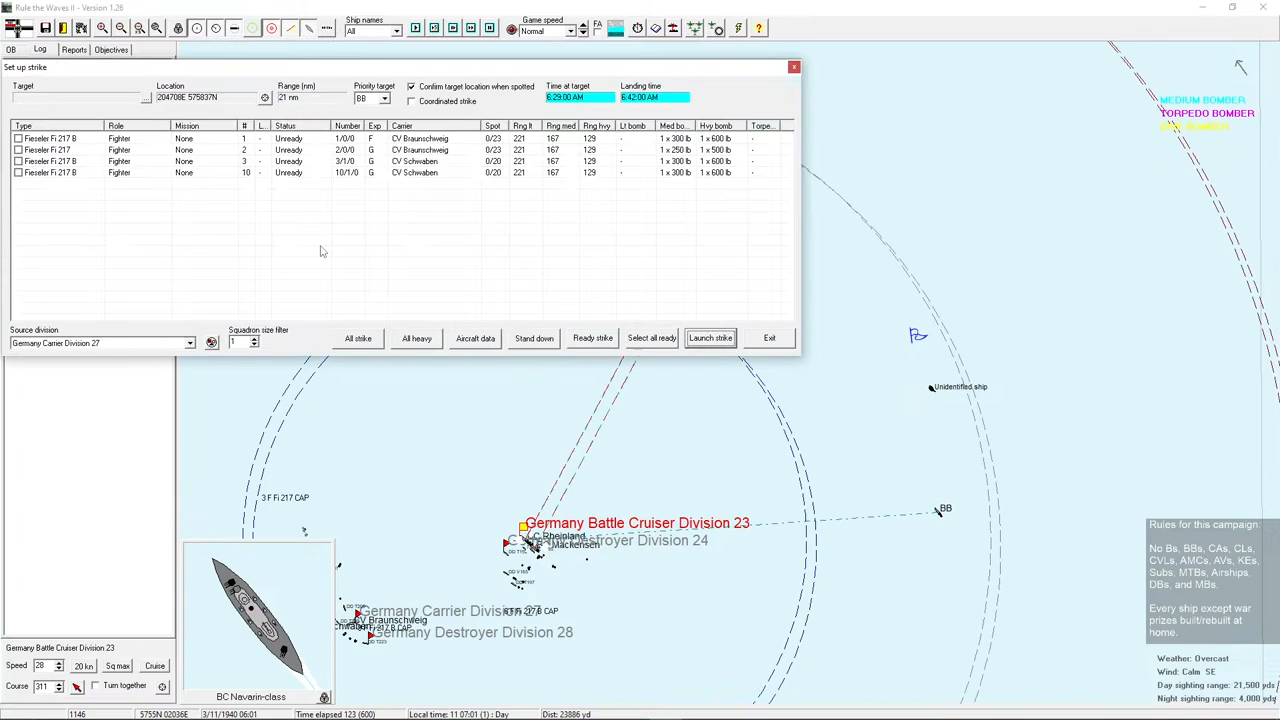 Rule the Waves II - Version 1.26
Ship names
All
Game speed
Normal
FA
OB Log Reports Objectives
Set up strike
Target
Location
204708E 575837N
Range (nm)
21 nm
Priority target
BB
Confirm target location when spotted
Coordinated strike
Time at target
6:29:00 AM
Landing time
6:42:00 AM
Type Role Mission # L... Status Number Exp Carrier Spot Rng lt Rng med Rng hvy Lt bomb Med bo... Hvy bomb Torpe...
Fieseler Fi 217 B Fighter None 1 - Unready 1/0/0 F CV Braunschweig 0/23 221 167 129 - 1 x 300 lb 1 x 600 lb -
Fieseler Fi 217 Fighter None 2 - Unready 2/0/0 G CV Braunschweig 0/23 221 167 129 - 1 x 250 lb 1 x 500 lb -
Fieseler Fi 217 B Fighter None 3 - Unready 3/1/0 G CV Schwaben 0/20 221 167 129 - 1 x 300 lb 1 x 600 lb -
Fieseler Fi 217 B Fighter None 10 - Unready 10/1/0 G CV Schwaben 0/20 221 167 129 - 1 x 300 lb 1 x 600 lb -
Source division
Germany Carrier Division 27
Squadron size filter
1
All strike
All heavy
Aircraft data
Stand down
Ready strike
Select all ready
Launch strike
Exit
MEDIUM BOMBER
TORPEDO BOMBER
Unidentified ship
BB
3 F Fi 217 CAP
Germany Battle Cruiser Division 23
Rheinland
Destroyer Division 24
Mackensen
Germany Carrier Division
CV Braunschweig
Germany Destroyer Division 28
Rules for this campaign:
No Bs, BBs, CAs, CLs,
CVLs, AMCs, AVs, KEs,
Subs, MTBs, Airships,
DBs, and MBs.
Every ship except war
prizes built/rebuilt at
home.
Weather: Overcast
Wind: Calm SE
Day sighting range: 21,500 yds
Night sighting range: 4,000 yds
Germany Battle Cruiser Division 23
Speed 28 20 kn Sq max Cruise
Course 311 Turn together
BC Navarin-class
1146 5755N 02036E 3/11/1940 06:01 Time elapsed 123 (600) Local time: 11 07:01 (1) : Day Dist: 23886 yd